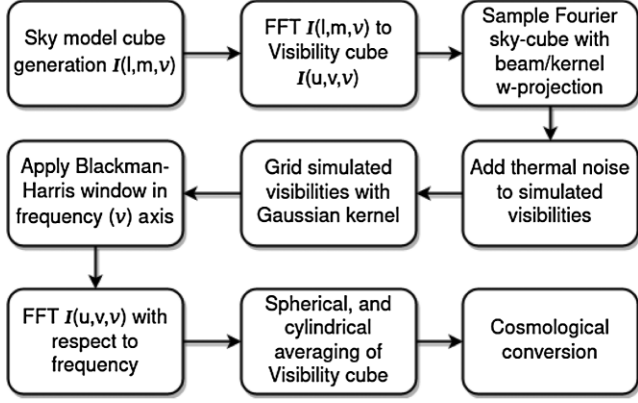 Sky model cube
generation I(l,m,ν)
FFT I(l,m,ν) to
Visibility cube
I(u,v,ν)
Sample Fourier
sky-cube with
beam/kernel
w-projection
Add thermal noise
to simulated
visibilities
Grid simulated
visibilities with
Gaussian kernel
Apply Blackman-
Harris window in
frequency (ν) axis
FFT I(u,v,ν) with
respect to
frequency
Spherical, and
cylindrical
averaging of
Visibility cube
Cosmological
conversion